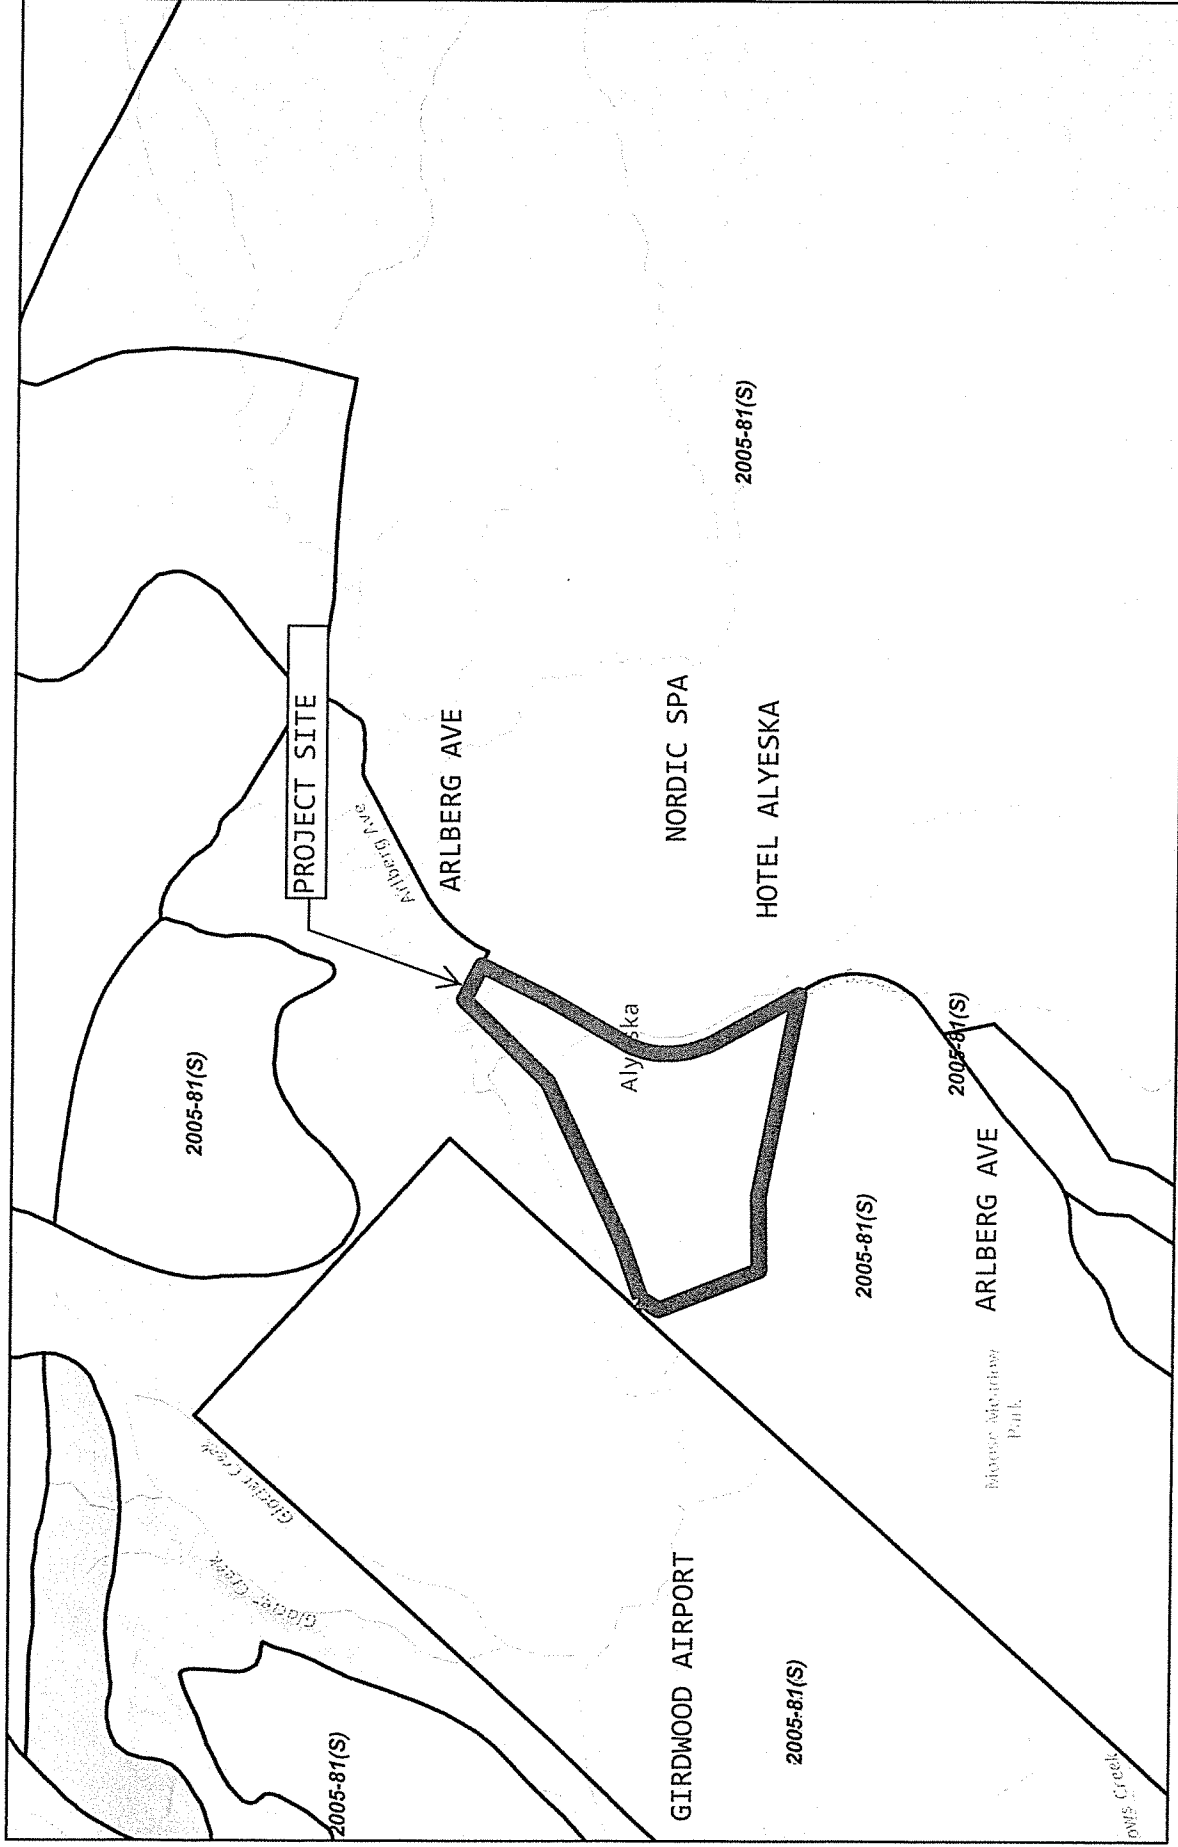 2005-81(S)
Glacier Creek
Glacier Creek
2005-81(S)
PROJECT SITE
Arlberg Ave
ARLBERG AVE
GIRDWOOD AIRPORT
2005-81(S)
Alyeska
NORDIC SPA
HOTEL ALYESKA
2005-81(S)
2005-81(S)
2005-81(S)
ARLBERG AVE
Moose Meadow
Park
Creek